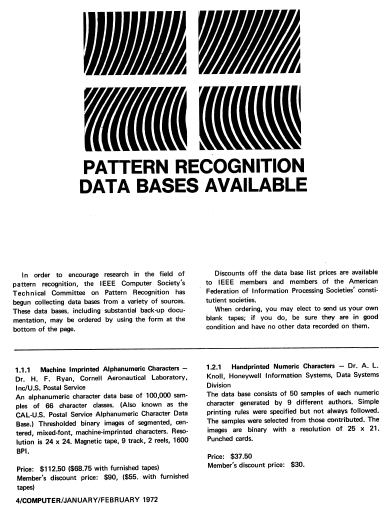 PATTERN RECOGNITION
DATA BASES AVAILABLE
In order to encourage research in the field of
pattern recognition, the IEEE Computer Society's
Technical Committee on Pattern Recognition has
begun collecting data bases from a variety of sources.
These data bases, including substantial back-up docu-
mentation, may be ordered by using the form at the
bottom of the page.
Discounts off the data base list prices are available
to IEEE members and members of the American
Federation of Information Processing Societies' consti-
tutient societies.
When ordering, you may elect to send us your own
blank tapes; if you do, be sure they are in good
condition and have no other data recorded on them.
1.1.1 Machine Imprinted Alphanumeric Characters –
Dr. H. F. Ryan, Cornell Aeronautical Laboratory,
Inc/U.S. Postal Service
An alphanumeric character data base of 100,000 sam-
ples of 66 character classes. (Also known as the
CAL-U.S. Postal Service Alphanumeric Character Data
Base.) Thresholded binary images of segmented, cen-
tered, mixed-font, machine-imprinted characters. Reso-
lution is 24 x 24. Magnetic tape, 9 track, 2 reels, 1600
BPI.
Price: $112.50 ($68.75 with furnished tapes)
Member's discount price: $90, ($55. with furnished
tapes)
1.2.1 Handprinted Numeric Characters – Dr. A. L.
Knoll, Honeywell Information Systems, Data Systems
Division
The data base consists of 50 samples of each numeric
character generated by 9 different authors. Simple
printing rules were specified but not always followed.
The samples were selected from those contributed. The
images are binary with a resolution of 25 x 21.
Punched cards.
Price: $37.50
Member's discount price: $30.
4/COMPUTER/JANUARY/FEBRUARY 1972